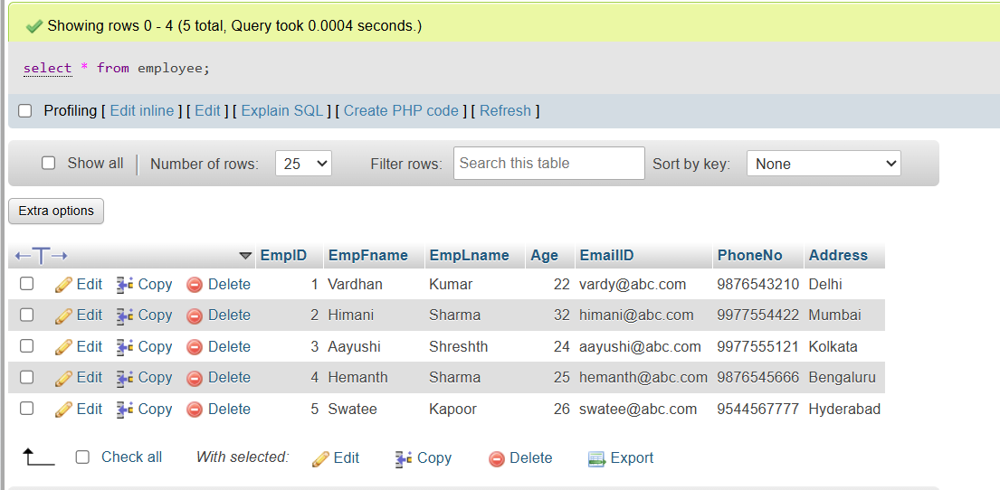 Showing rows 0 - 4 (5 total, Query took 0.0004 seconds.)
select * from employee;
Profiling [ Edit inline ] [ Edit ] [ Explain SQL ] [ Create PHP code ] [ Refresh ]
Show all Number of rows: 25 Filter rows: Search this table Sort by key: None
Extra options
EmpID EmpFname EmpLname Age EmailID PhoneNo Address
Edit Copy Delete 1 Vardhan Kumar 22 vardy@abc.com 9876543210 Delhi
Edit Copy Delete 2 Himani Sharma 32 himani@abc.com 9977554422 Mumbai
Edit Copy Delete 3 Aayushi Shreshth 24 aayushi@abc.com 9977555121 Kolkata
Edit Copy Delete 4 Hemanth Sharma 25 hemanth@abc.com 9876545666 Bengaluru
Edit Copy Delete 5 Swatee Kapoor 26 swatee@abc.com 9544567777 Hyderabad
Check all With selected: Edit Copy Delete Export